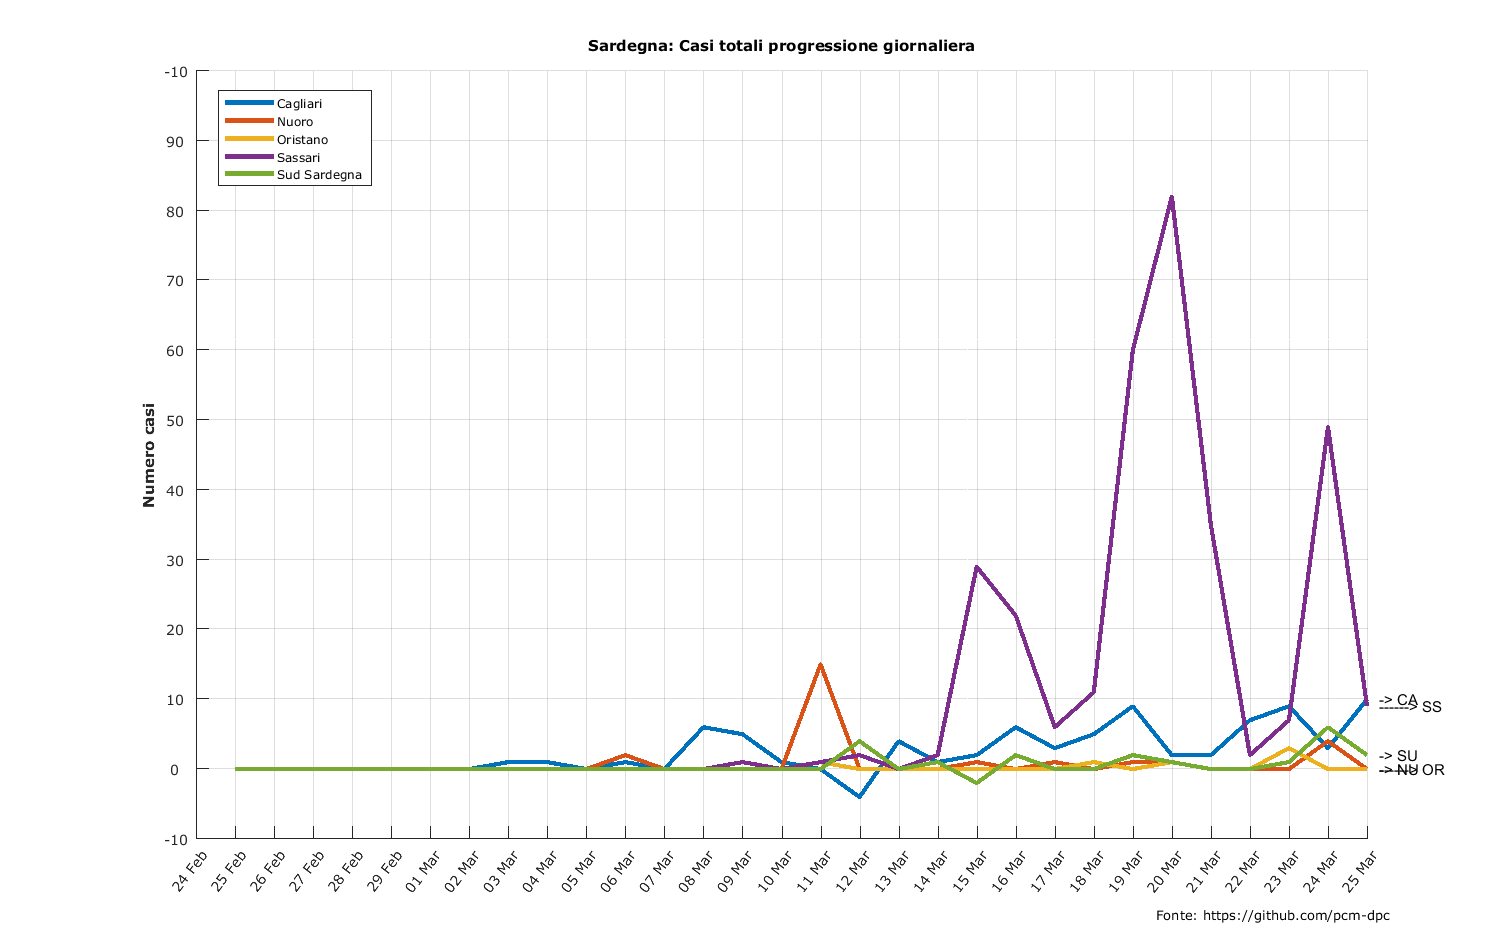 Sardegna: Casi totali progressione giornaliera
-10
90
80
70
60
50
40
30
20
10
0
-10
Numero casi
Cagliari
Nuoro
Oristano
Sassari
Sud Sardegna
-> CA
------> SS
-> SU
-> NU
------> OR
24 Feb
25 Feb
26 Feb
27 Feb
28 Feb
29 Feb
01 Mar
02 Mar
03 Mar
04 Mar
05 Mar
06 Mar
07 Mar
08 Mar
09 Mar
10 Mar
11 Mar
12 Mar
13 Mar
14 Mar
15 Mar
16 Mar
17 Mar
18 Mar
19 Mar
20 Mar
21 Mar
22 Mar
23 Mar
24 Mar
25 Mar
Fonte: https://github.com/pcm-dpc